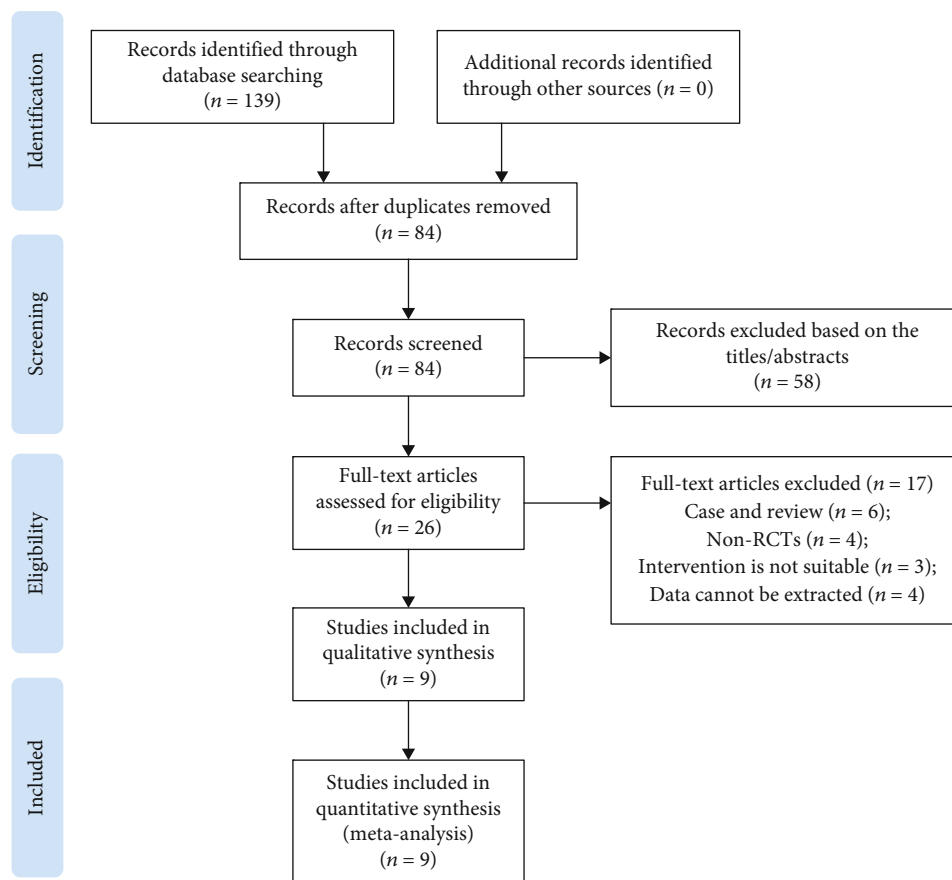 Identification
Records identified through
database searching
(n = 139)
Additional records identified
through other sources (n = 0)
Records after duplicates removed
(n = 84)
Screening
Records screened
(n = 84)
Records excluded based on the
titles/abstracts
(n = 58)
Eligibility
Full-text articles
assessed for eligibility
(n = 26)
Full-text articles excluded (n = 17)
Case and review (n = 6);
Non-RCTs (n = 4);
Intervention is not suitable (n = 3);
Data cannot be extracted (n = 4)
Studies included in
qualitative synthesis
(n = 9)
Included
Studies included in
quantitative synthesis
(meta-analysis)
(n = 9)